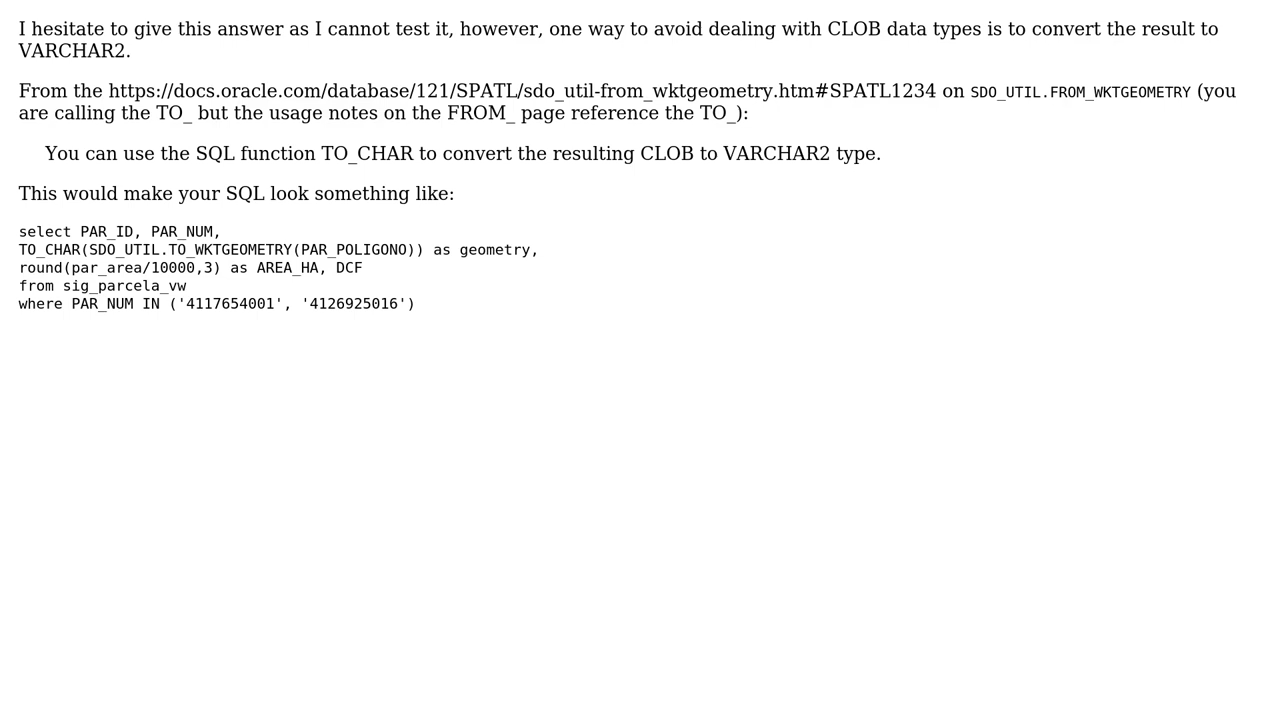 I hesitate to give this answer as I cannot test it, however, one way to avoid dealing with CLOB data types is to convert the result to
VARCHAR2.
From the https://docs.oracle.com/database/121/SPATL/sdo_util-from_wktgeometry.htm#SPATL1234 on SDO_UTIL.FROM_WKTGEOMETRY (you
are calling the TO_ but the usage notes on the FROM_ page reference the TO_):
You can use the SQL function TO_CHAR to convert the resulting CLOB to VARCHAR2 type.
This would make your SQL look something like:
select PAR_ID, PAR_NUM,
TO_CHAR(SDO_UTIL.TO_WKTGEOMETRY(PAR_POLIGONO)) as geometry,
round(par_area/10000,3) as AREA_HA, DCF
from sig_parcela_vw
where PAR_NUM IN ('4117654001', '4126925016')